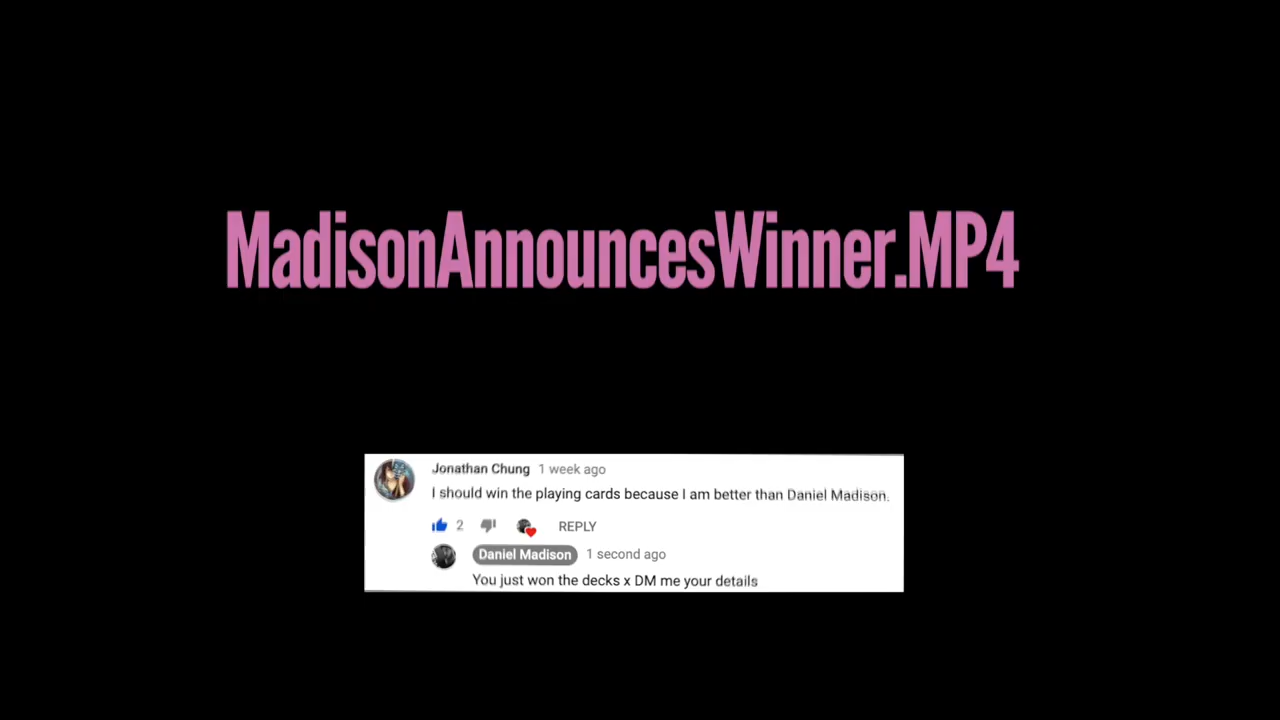 MadisonAnnouncesWinner.MP4
Jonathan Chung 1 week ago
I should win the playing cards because I am better than Daniel Madison.
2 REPLY
Daniel Madison 1 second ago
You just won the decks x DM me your details